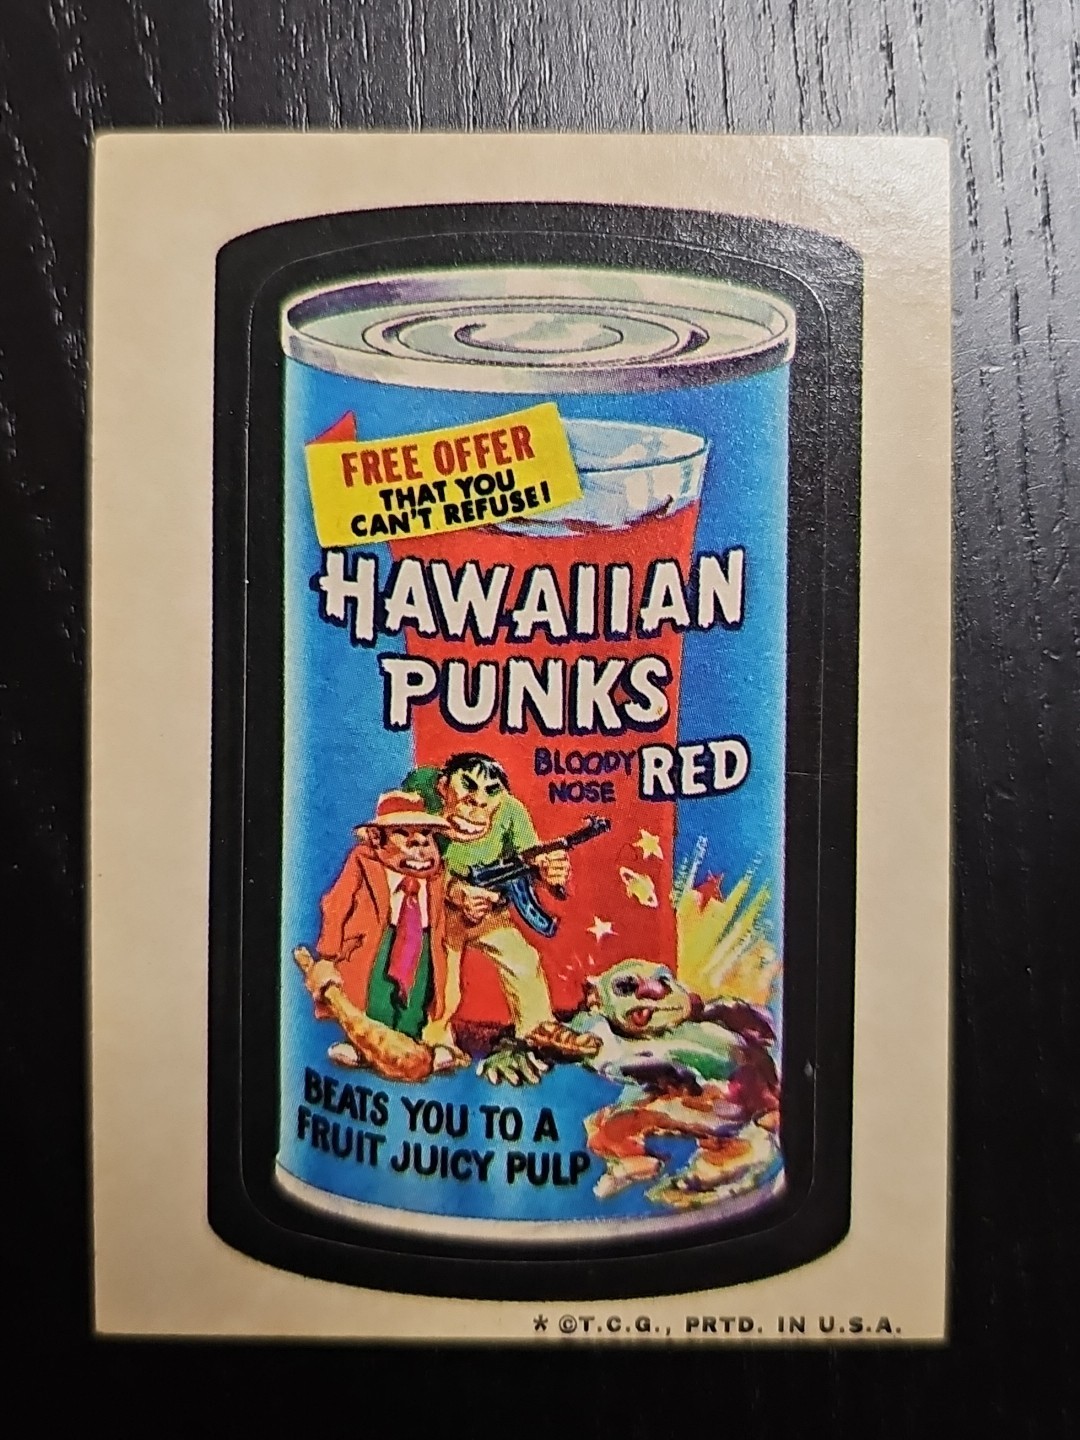 FREE OFFER
THAT YOU
CAN'T REFUSE!
HAWAIIAN
PUNKS
BLOODY
NOSE RED
BEATS YOU TO A
FRUIT JUICY PULP
* ©T.C.G., PRTD. IN U.S.A.